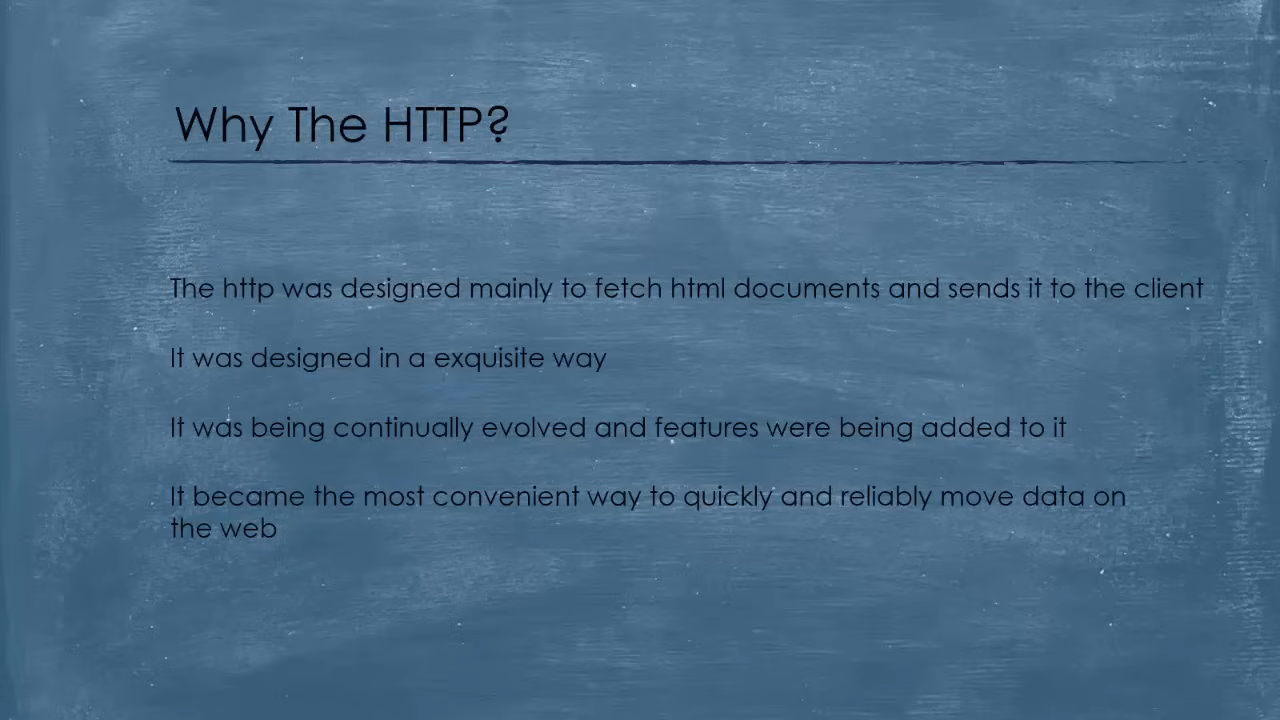 Why The HTTP?
The http was designed mainly to fetch html documents and sends it to the client
It was designed in a exquisite way
It was being continually evolved and features were being added to it
It became the most convenient way to quickly and reliably move data on
the web